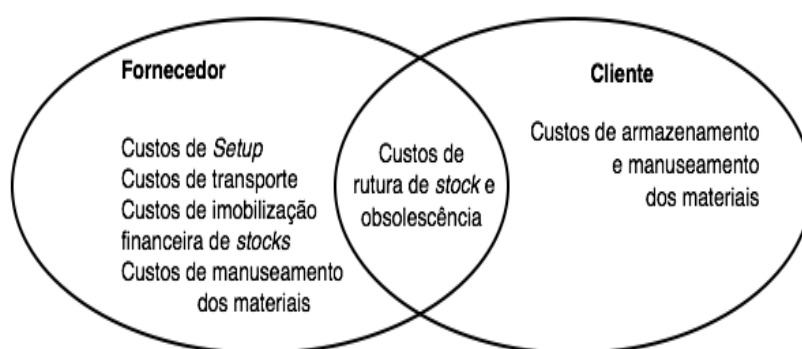 Fornecedor
Custos de Setup
Custos de transporte
Custos de imobilização
financeira de stocks
Custos de manuseamento
dos materiais
Custos de
rutura de stock e
obsolescência
Cliente
Custos de armazenamento
e manuseamento
dos materiais